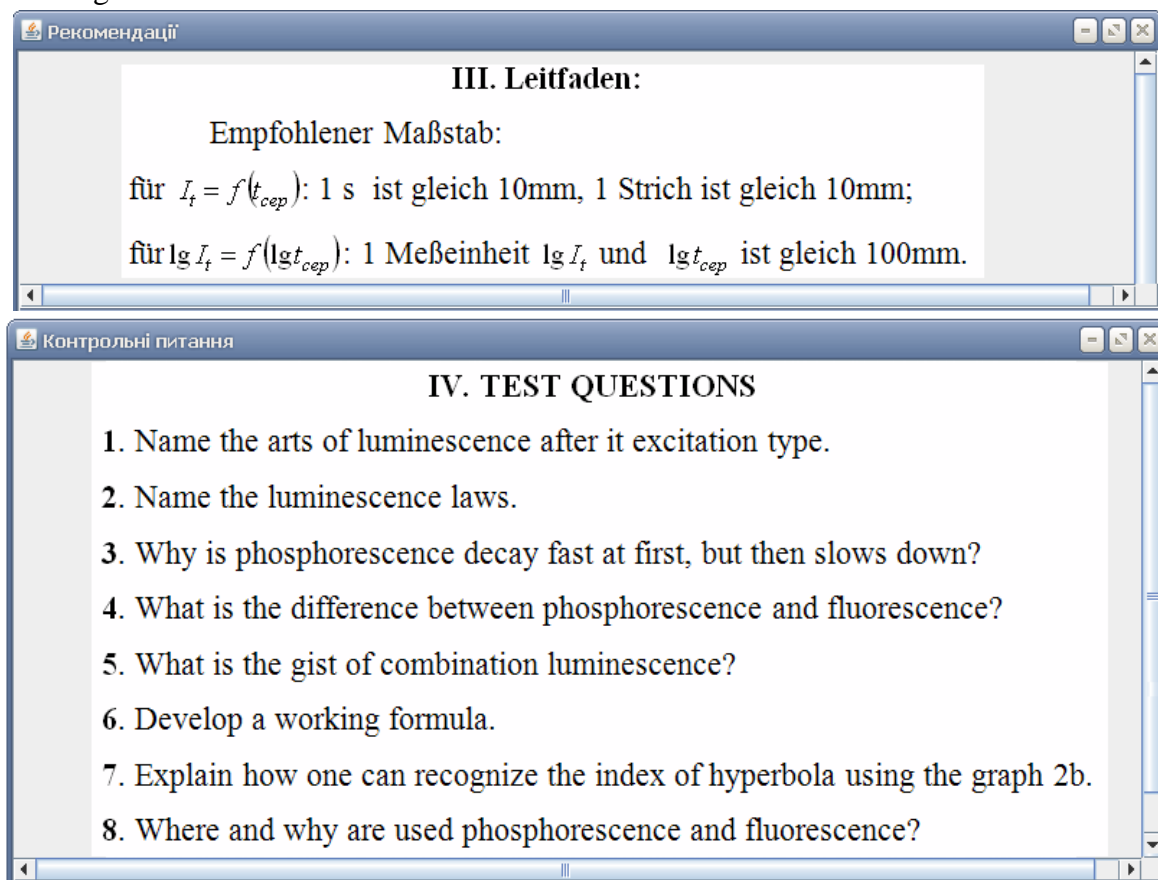 Рекомендації
III. Leitfaden:
Empfohlener Maßstab:
für I_t = f(t_cep): 1 s ist gleich 10mm, 1 Strich ist gleich 10mm;
für lg I_t = f(lgt_cep): 1 Meßeinheit lg I_t und lgt_cep ist gleich 100mm.
Контрольні питання
IV. TEST QUESTIONS
1. Name the arts of luminescence after it excitation type.
2. Name the luminescence laws.
3. Why is phosphorescence decay fast at first, but then slows down?
4. What is the difference between phosphorescence and fluorescence?
5. What is the gist of combination luminescence?
6. Develop a working formula.
7. Explain how one can recognize the index of hyperbola using the graph 2b.
8. Where and why are used phosphorescence and fluorescence?